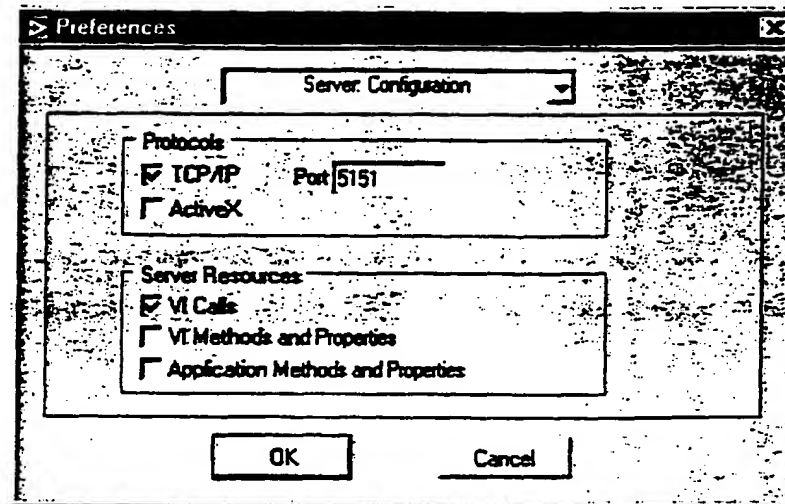 Preferences
Server: Configuration
Protocols
TCP/IP Port 5151
ActiveX
Server Resources
VI Calls
VI Methods and Properties
Application Methods and Properties
OK Cancel